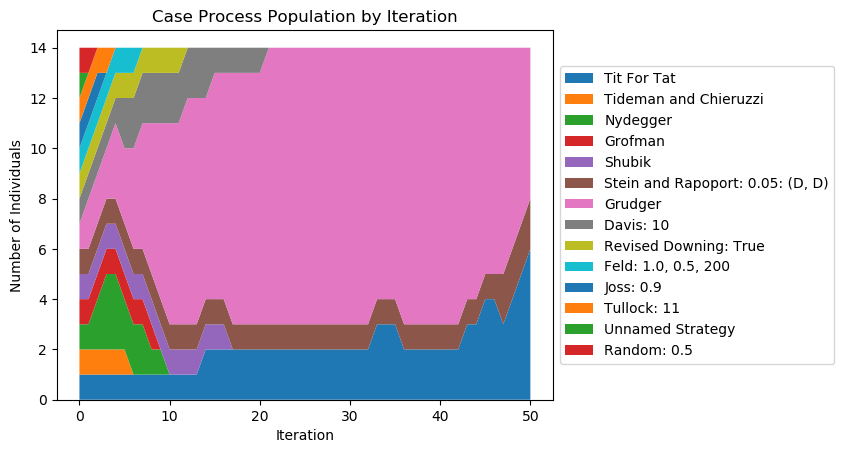 Case Process Population by Iteration
Number of Individuals
14
12
10
8
6
4
2
0
0 10 20 30 40 50
Iteration
Tit For Tat
Tideman and Chieruzzi
Nydegger
Grofman
Shubik
Stein and Rapoport: 0.05: (D, D)
Grudger
Davis: 10
Revised Downing: True
Feld: 1.0, 0.5, 200
Joss: 0.9
Tullock: 11
Unnamed Strategy
Random: 0.5